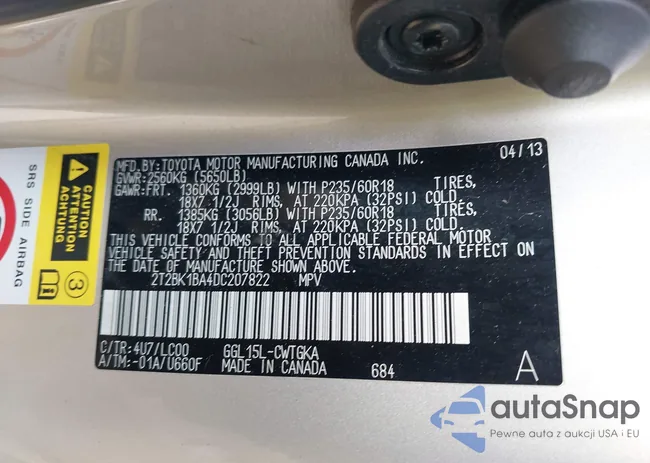 MFD.BY:TOYOTA MOTOR MANUFACTURING CANADA INC. 04/13
GVWR:2560KG (5650LB)
GAWR:FRT. 1360KG (2999LB) WITH P235/60R18 TIRES,
18X7 1/2J RIMS, AT 220KPA (32PSI) COLD.
RR. 1385KG (3056LB) WITH P235/60R18 TIRES,
18X7 1/2J RIMS, AT 220KPA (32PSI) COLD.
THIS VEHICLE CONFORMS TO ALL APPLICABLE FEDERAL MOTOR
VEHICLE SAFETY AND THEFT PREVENTION STANDARDS IN EFFECT ON
THE DATE OF MANUFACTURE SHOWN ABOVE.
2T2BK1BA4DC207822 MPV
C/TR:4U7/LC00 GGL15L-CWTGKA
A/TM:-01A/U660F MADE IN CANADA 684 A
SRS SIDE AIRBAG
CAUTION
ATTENTION
3
autoSnap
Pewne auta z aukcji USA i EU